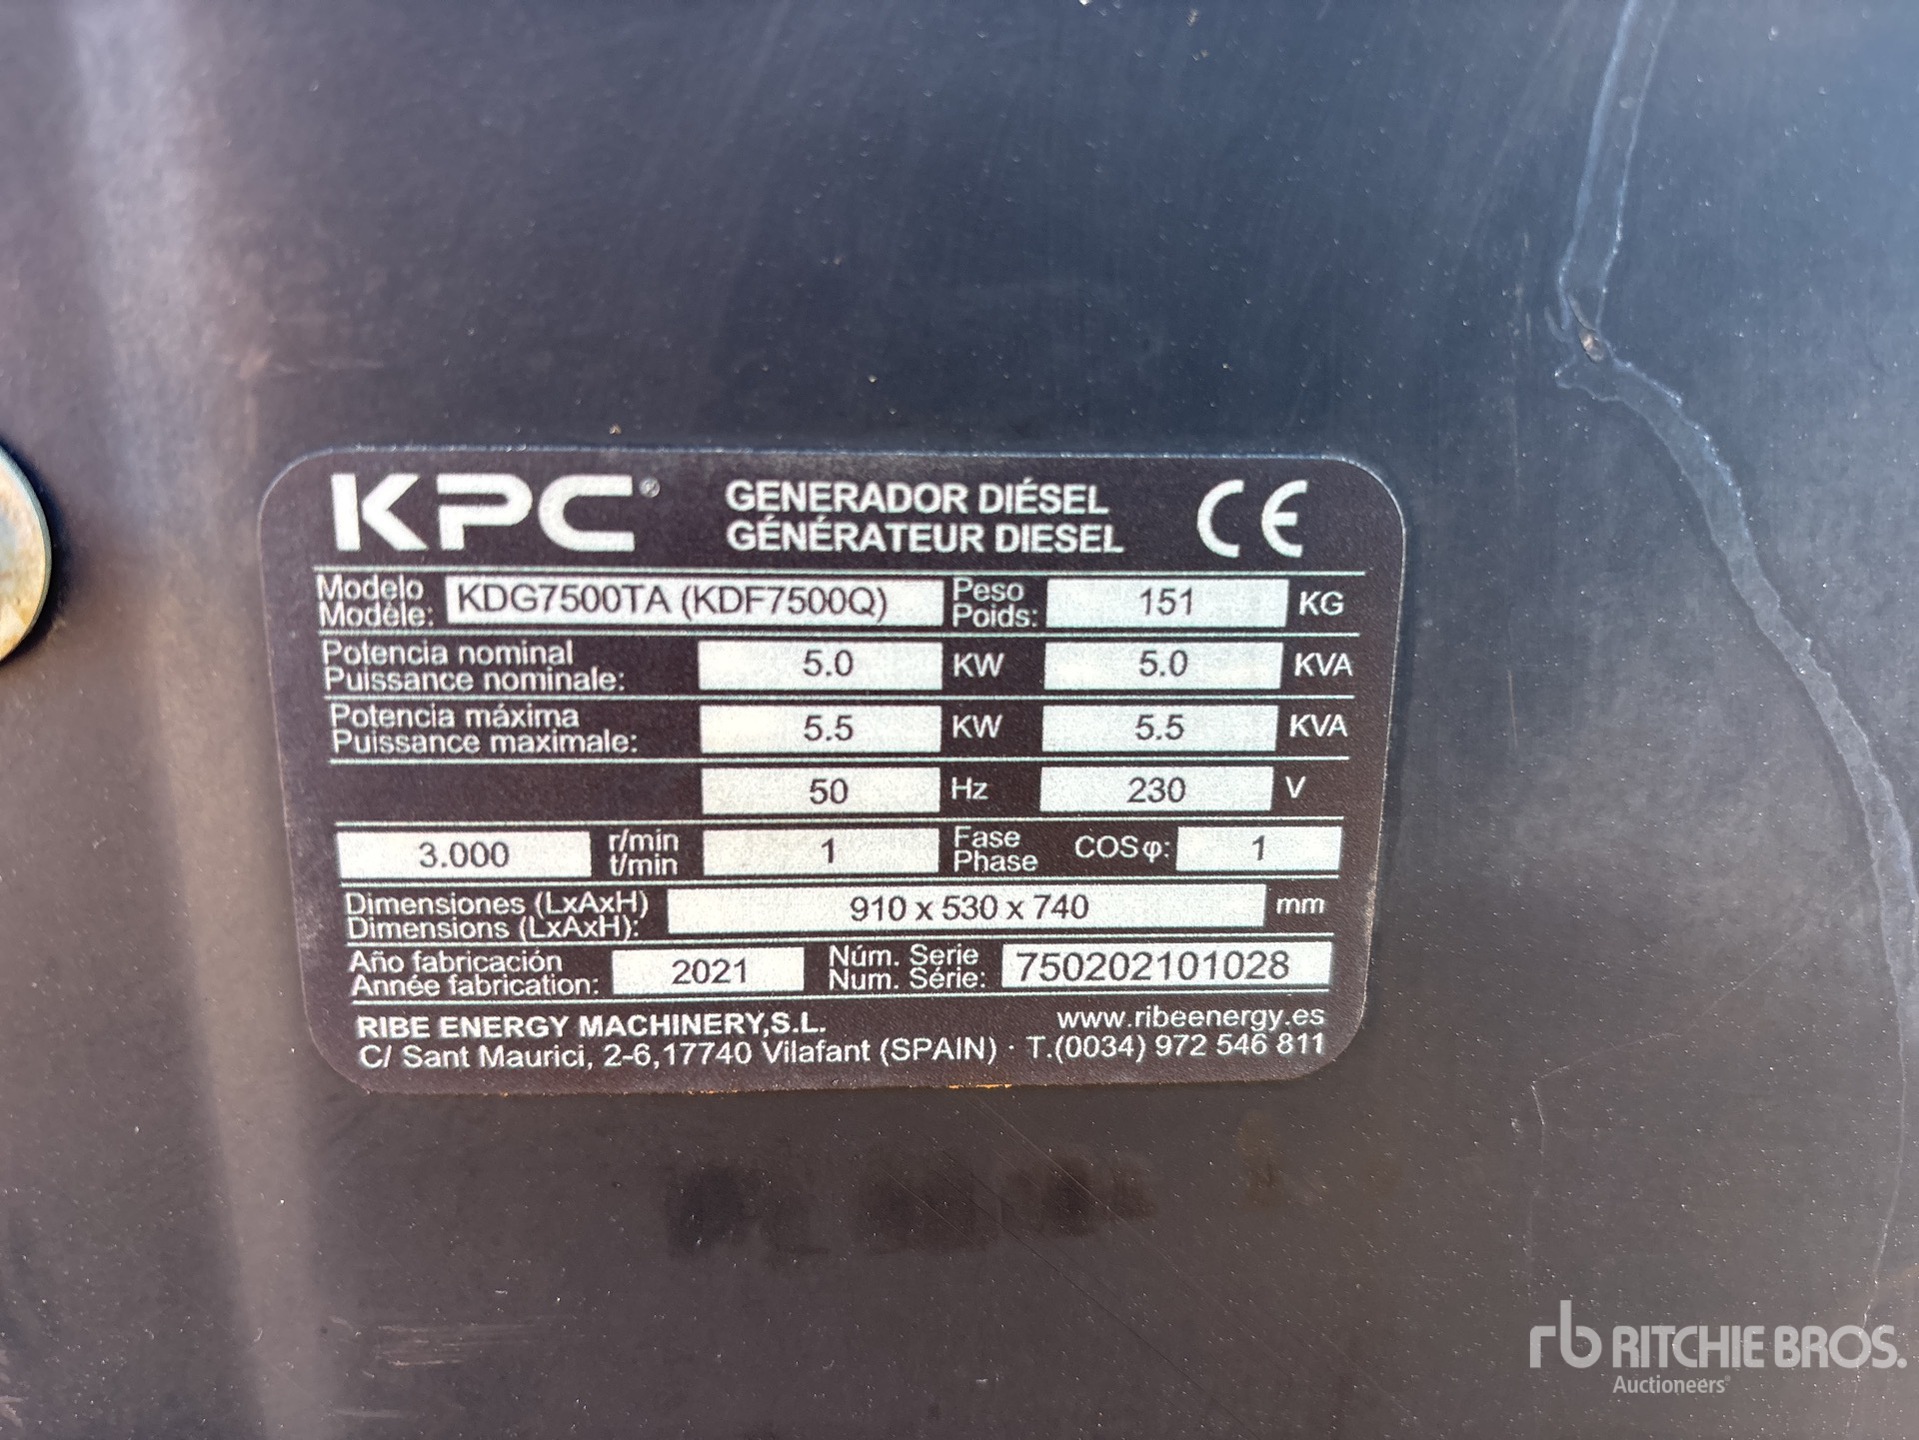 KPC®
GENERADOR DIÉSEL
GÉNÉRATEUR DIESEL
CE
Modelo
Modéle:
KDG7500TA (KDF7500Q)
Peso
Poids:
151
KG
Potencia nominal
Puissance nominale:
5.0
KW
5.0
KVA
Potencia máxima
Puissance maximale:
5.5
KW
5.5
KVA
50
Hz
230
V
3.000
r/min
t/min
1
Fase
Phase
COSφ:
1
Dimensiones (LxAxH)
Dimensions (LxAxH):
910 x 530 x 740
mm
Año fabricación
Année fabrication:
2021
Núm. Serie
Num. Série:
750202101028
RIBE ENERGY MACHINERY,S.L.
www.ribeenergy.es
C/ Sant Maurici, 2-6,17740 Vilafant (SPAIN) · T.(0034) 972 546 811
rb RITCHIE BROS.
Auctioneers®